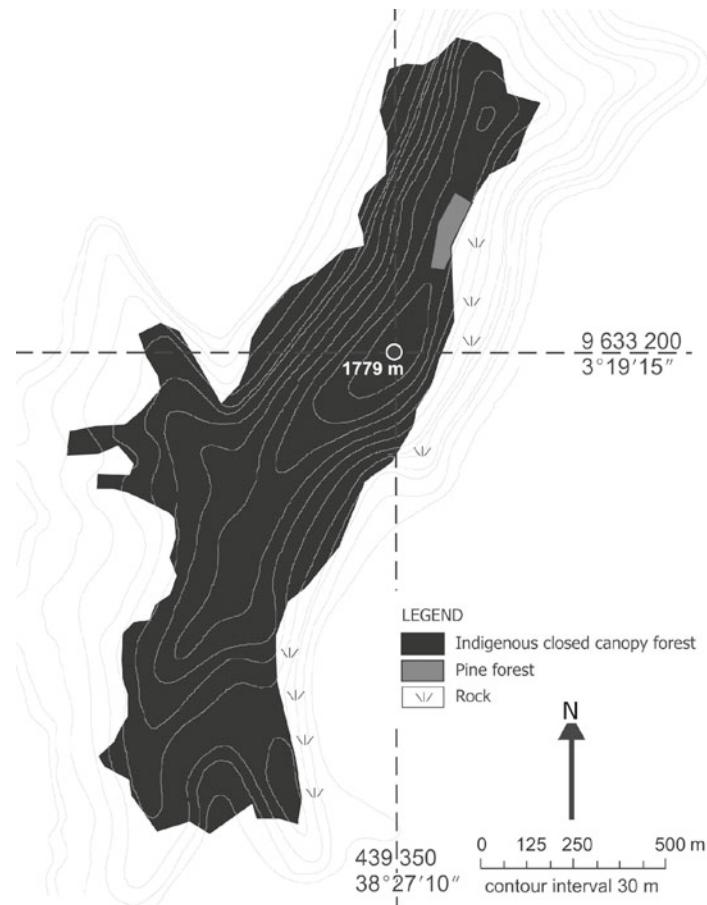 9 633 200
3°19′15″
1779 m
LEGEND
Indigenous closed canopy forest
Pine forest
Rock
N
0 125 250 500 m
contour interval 30 m
439 350
38°27′10″